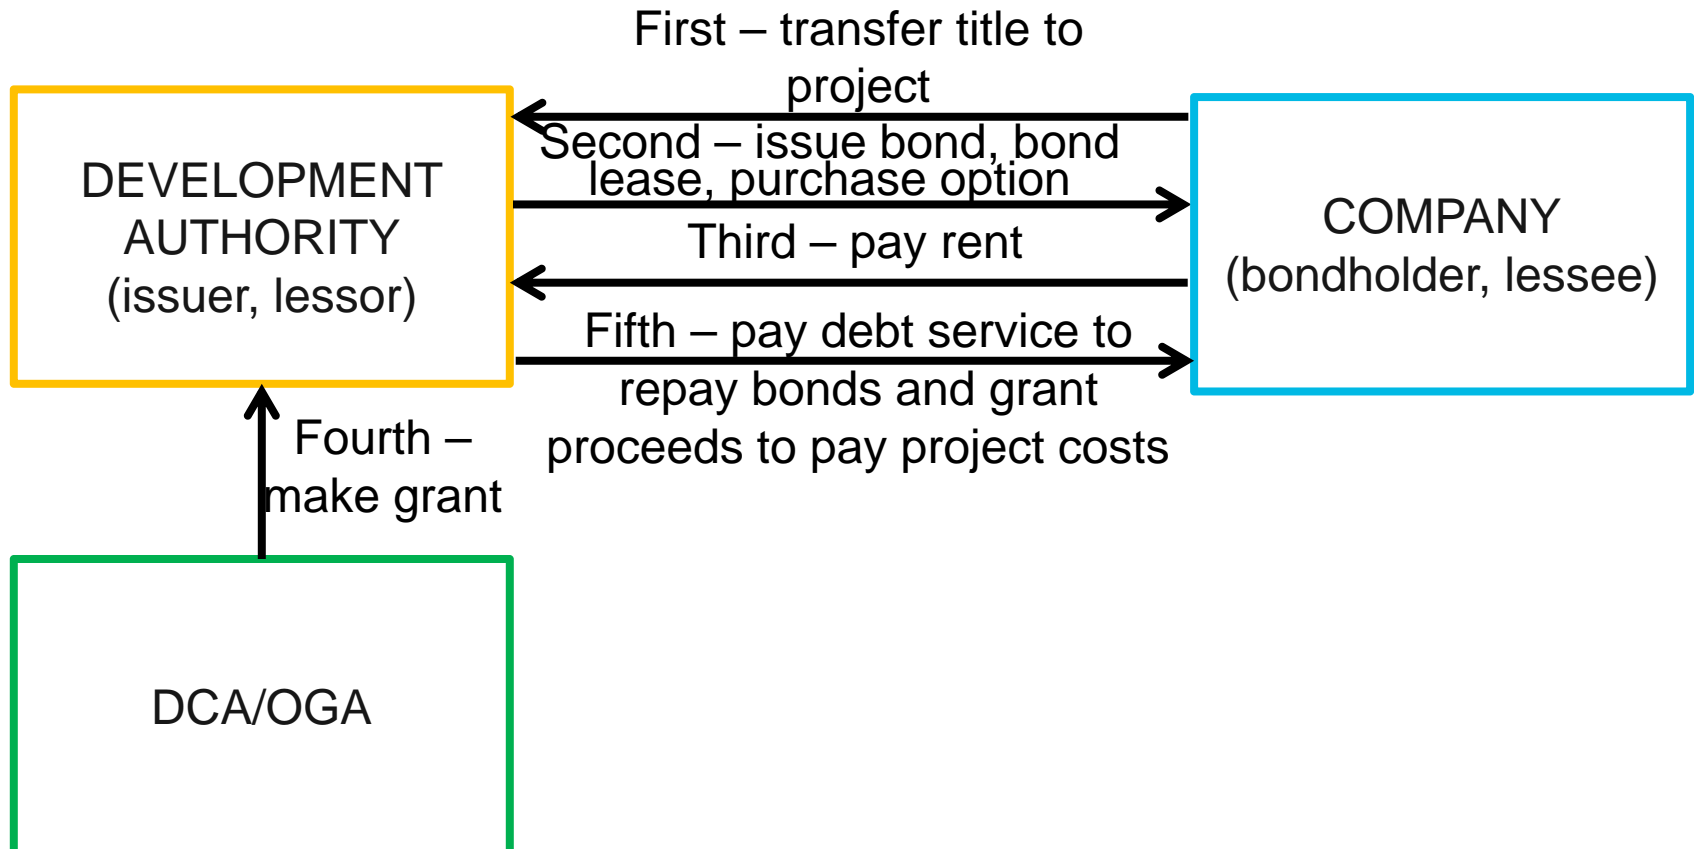 First – transfer title to
project
Second – issue bond, bond
lease, purchase option
Third – pay rent
Fifth – pay debt service to
repay bonds and grant
proceeds to pay project costs
DEVELOPMENT
AUTHORITY
(issuer, lessor)
COMPANY
(bondholder, lessee)
Fourth –
make grant
DCA/OGA